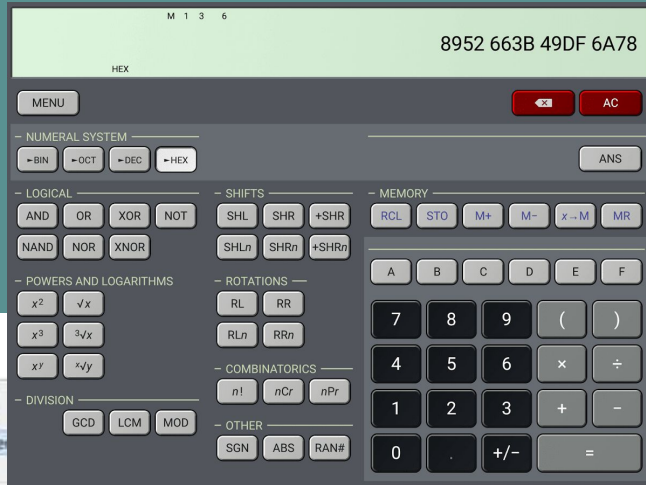 M 1 3 6
8952 663B 49DF 6A78
HEX
MENU
AC
NUMERAL SYSTEM
►BIN ►OCT ►DEC ►HEX
ANS
LOGICAL
AND OR XOR NOT
NAND NOR XNOR
SHIFTS
SHL SHR +SHR
SHLn SHRn +SHRn
MEMORY
RCL STO M+ M− x→M MR
A B C D E F
POWERS AND LOGARITHMS
x² √x
x³ ³√x
xʸ ˣ√y
ROTATIONS
RL RR
RLn RRn
COMBINATORICS
n! nCr nPr
DIVISION
GCD LCM MOD
OTHER
SGN ABS RAN#
7 8 9 ( )
4 5 6 × ÷
1 2 3 + −
0 . +/− =